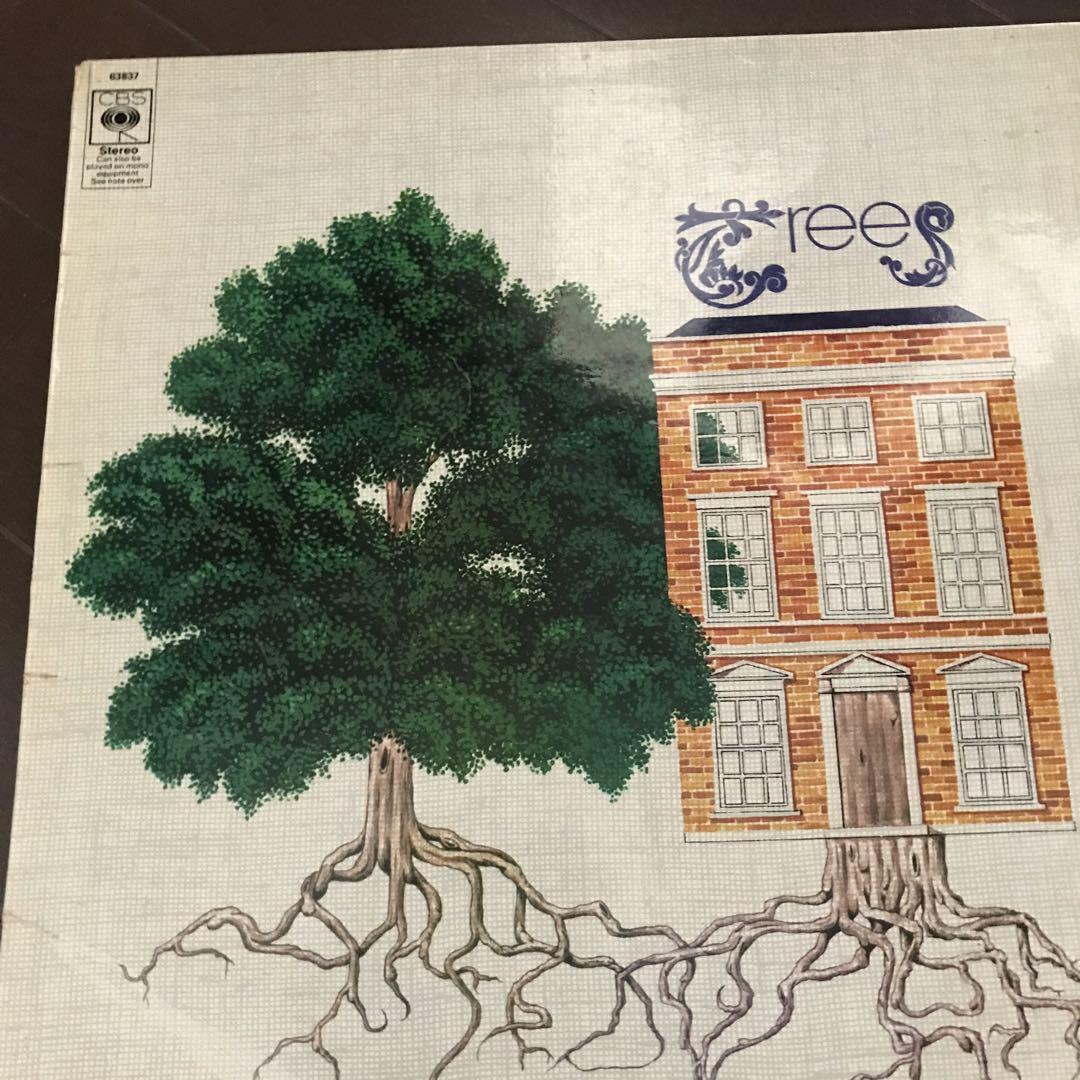 63837
CBS
Stereo
Can also be
played on mono
equipment
See note over
Trees